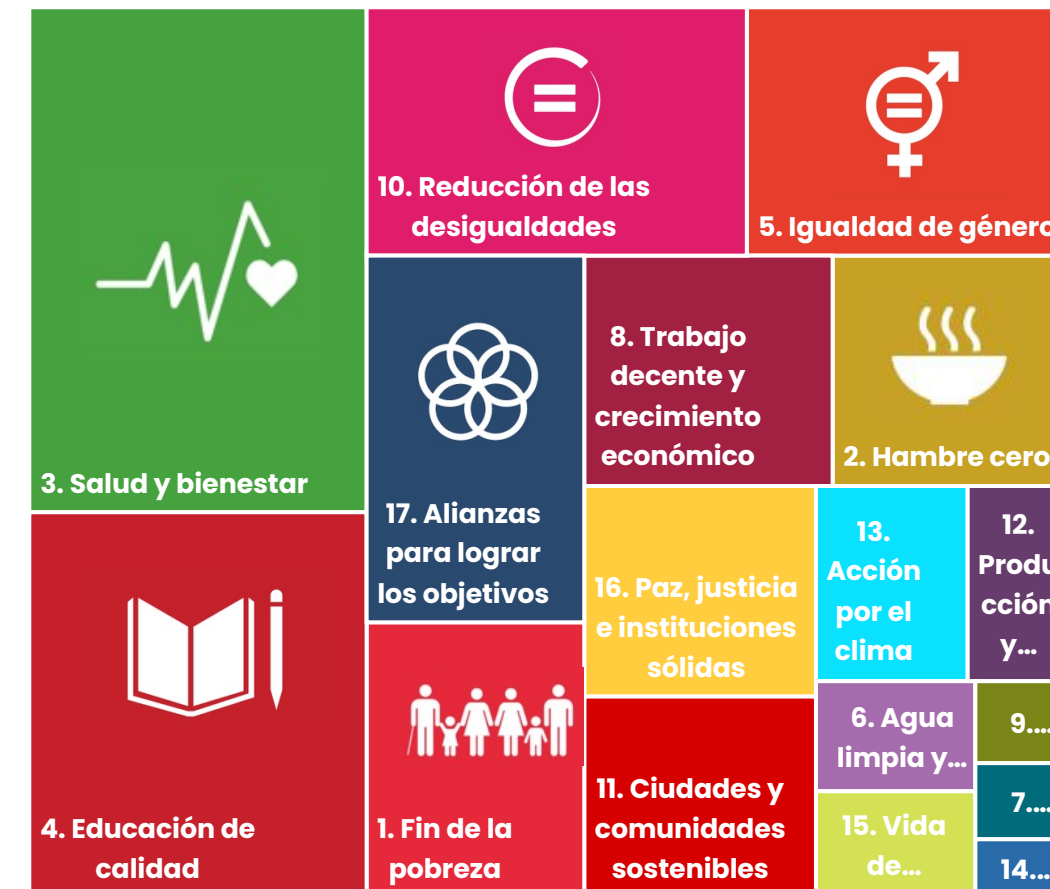 10. Reducción de las
desigualdades
5. Igualdad de género
3. Salud y bienestar
17. Alianzas
para lograr
los objetivos
8. Trabajo
decente y
crecimiento
económico
2. Hambre cero
4. Educación de
calidad
1. Fin de la
pobreza
16. Paz, justicia
e instituciones
sólidas
13.
Acción
por el
clima
12.
Produ
cción
y...
11. Ciudades y
comunidades
sostenibles
6. Agua
limpia y...
9....
7....
15. Vida
de...
14...